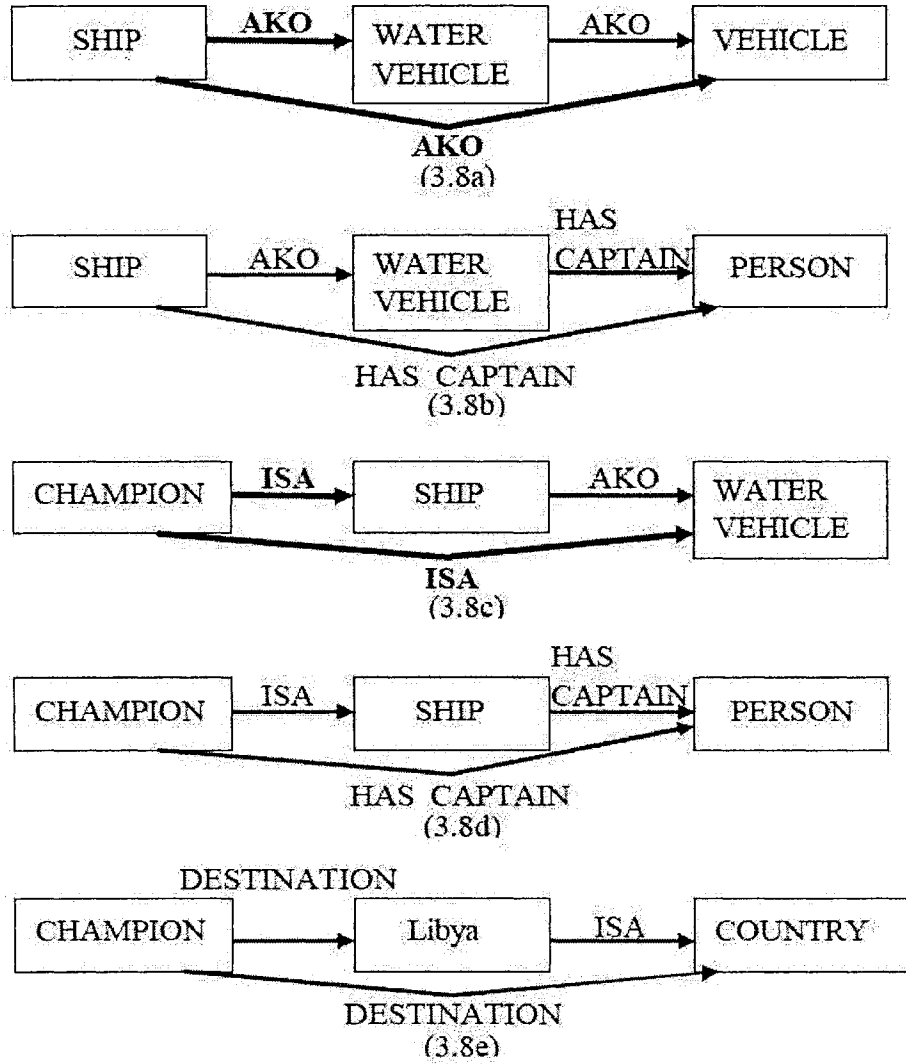 SHIP AKO WATER VEHICLE AKO VEHICLE
AKO
(3.8a)
SHIP AKO WATER VEHICLE HAS CAPTAIN PERSON
HAS CAPTAIN
(3.8b)
CHAMPION ISA SHIP AKO WATER VEHICLE
ISA
(3.8c)
CHAMPION ISA SHIP HAS CAPTAIN PERSON
HAS CAPTAIN
(3.8d)
DESTINATION
CHAMPION Libya ISA COUNTRY
DESTINATION
(3.8e)